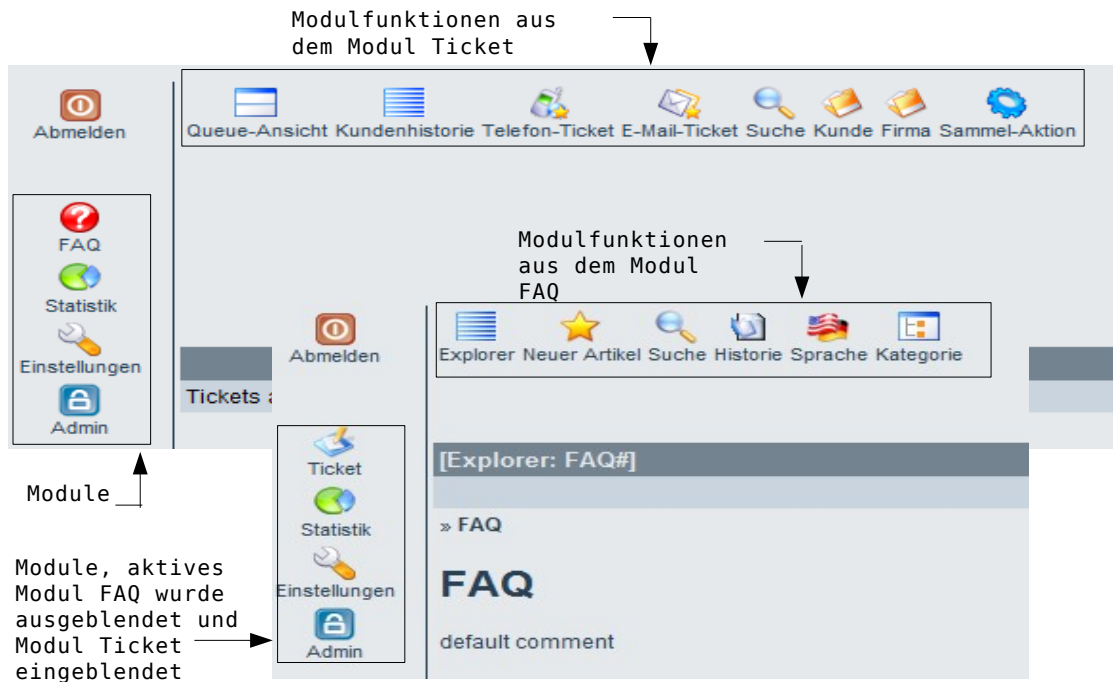 Modulfunktionen aus
dem Modul Ticket
Abmelden
Queue-Ansicht Kundenhistorie Telefon-Ticket E-Mail-Ticket Suche Kunde Firma Sammel-Aktion
FAQ
Statistik
Einstellungen
Admin
Tickets a
Module
Modulfunktionen
aus dem Modul
FAQ
Abmelden
Explorer Neuer Artikel Suche Historie Sprache Kategorie
Ticket
Statistik
Einstellungen
Admin
[Explorer: FAQ#]
» FAQ
FAQ
default comment
Module, aktives
Modul FAQ wurde
ausgeblendet und
Modul Ticket
eingeblendet